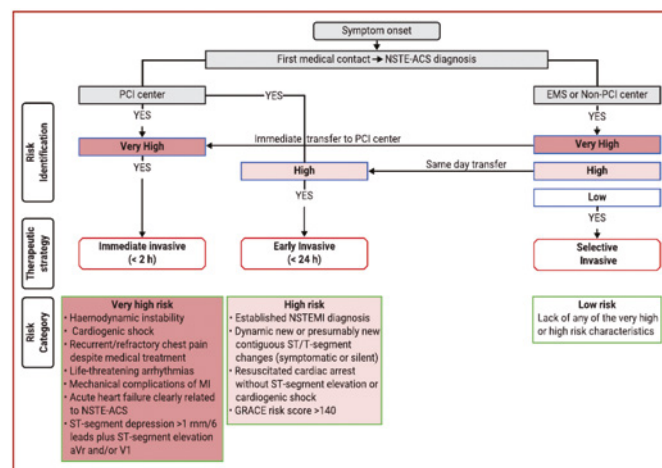 Symptom onset
First medical contact → NSTE-ACS diagnosis
PCI center
YES
EMS or Non-PCI center
YES
YES
Risk
Identification
Very High
Immediate transfer to PCI center
Very High
YES
High
Same day transfer
High
YES
Low
YES
Therapeutic
strategy
Immediate invasive
(< 2 h)
Early Invasive
(< 24 h)
Selective
Invasive
Risk
Category
Very high risk
• Haemodynamic instability
• Cardiogenic shock
• Recurrent/refractory chest pain
despite medical treatment
• Life-threatening arrhythmias
• Mechanical complications of MI
• Acute heart failure clearly related
to NSTE-ACS
• ST-segment depression >1 mm/6
leads plus ST-segment elevation
aVr and/or V1
High risk
• Established NSTEMI diagnosis
• Dynamic new or presumably new
contiguous ST/T-segment
changes (symptomatic or silent)
• Resuscitated cardiac arrest
without ST-segment elevation or
cardiogenic shock
• GRACE risk score >140
Low risk
Lack of any of the very high
or high risk characteristics